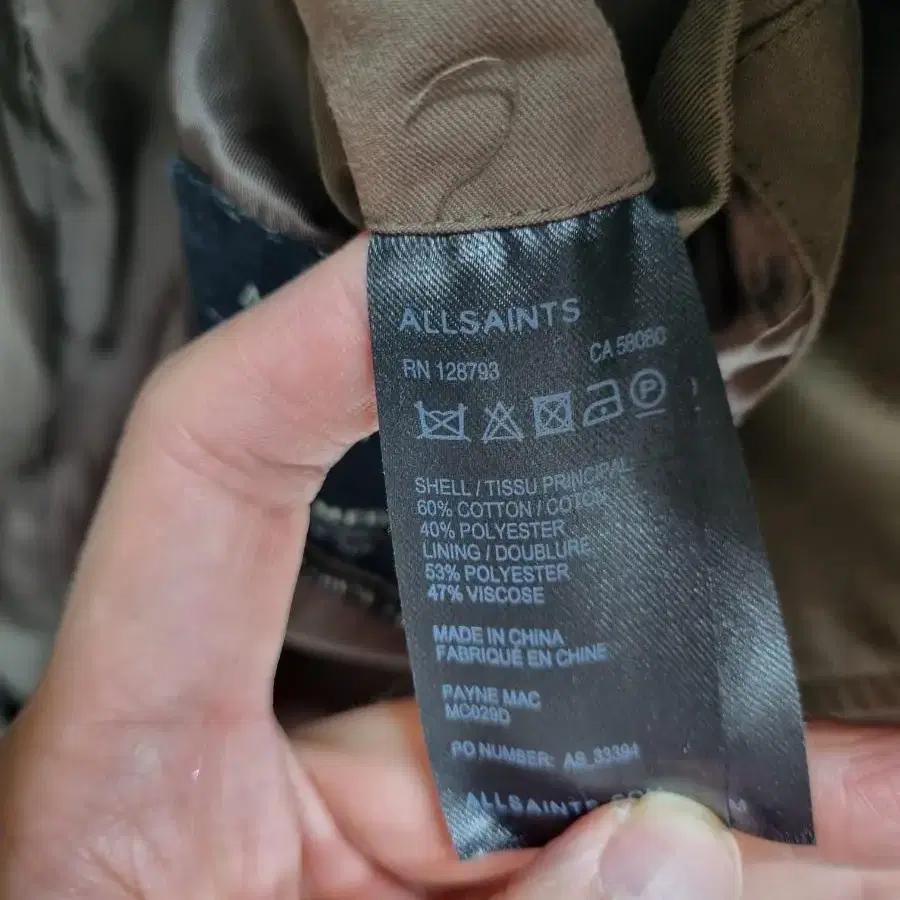 ALLSAINTS
RN 128793
CA 58080
P
SHELL / TISSU PRINCIPAL
60% COTTON / COTON
40% POLYESTER
LINING / DOUBLURE
53% POLYESTER
47% VISCOSE
MADE IN CHINA
FABRIQUÉ EN CHINE
PAYNE MAC
MC029D
PO NUMBER: AS_33394